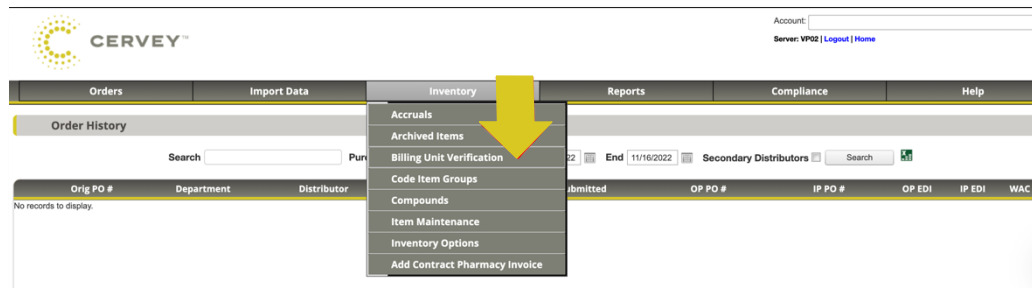 CERVEY™
Account:
Server: VP02 | Logout | Home
Orders Import Data Inventory Reports Compliance Help
Order History
Accruals
Archived Items
Search Pur 22 End 11/16/2022 Secondary Distributors Search
Billing Unit Verification
Code Item Groups
Orig PO # Department Distributor ubmitted OP PO # IP PO # OP EDI IP EDI WAC
Compounds
No records to display.
Item Maintenance
Inventory Options
Add Contract Pharmacy Invoice